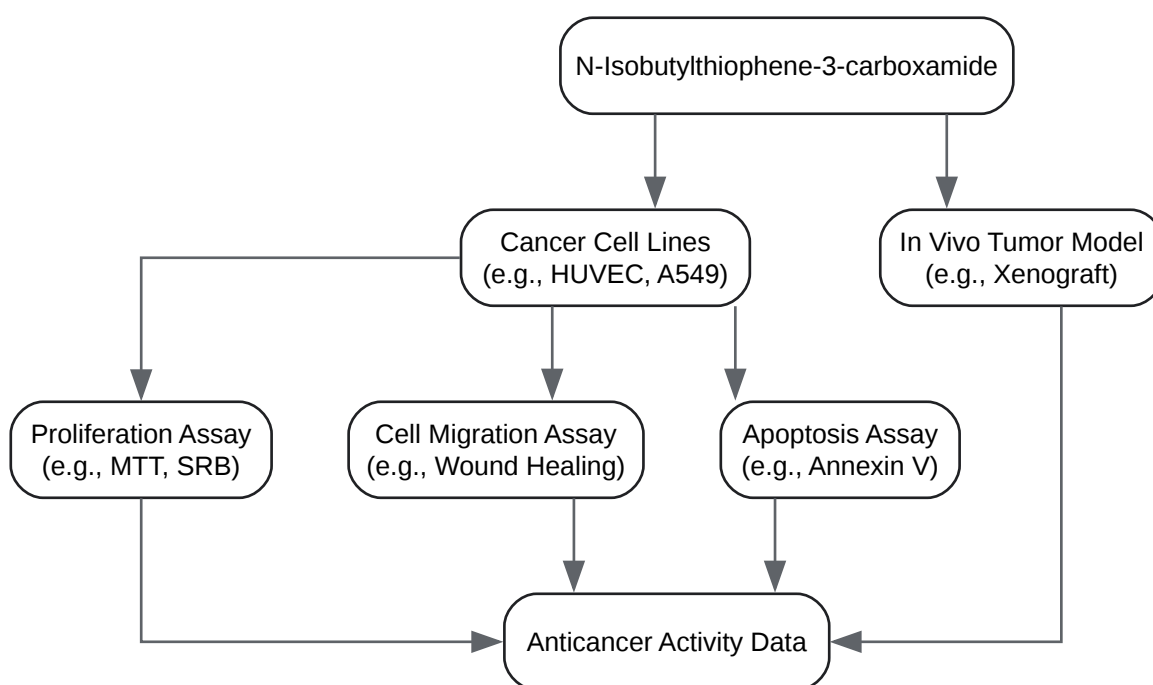 N-Isobutylthiophene-3-carboxamide
Cancer Cell Lines
(e.g., HUVEC, A549)
In Vivo Tumor Model
(e.g., Xenograft)
Proliferation Assay
(e.g., MTT, SRB)
Cell Migration Assay
(e.g., Wound Healing)
Apoptosis Assay
(e.g., Annexin V)
Anticancer Activity Data